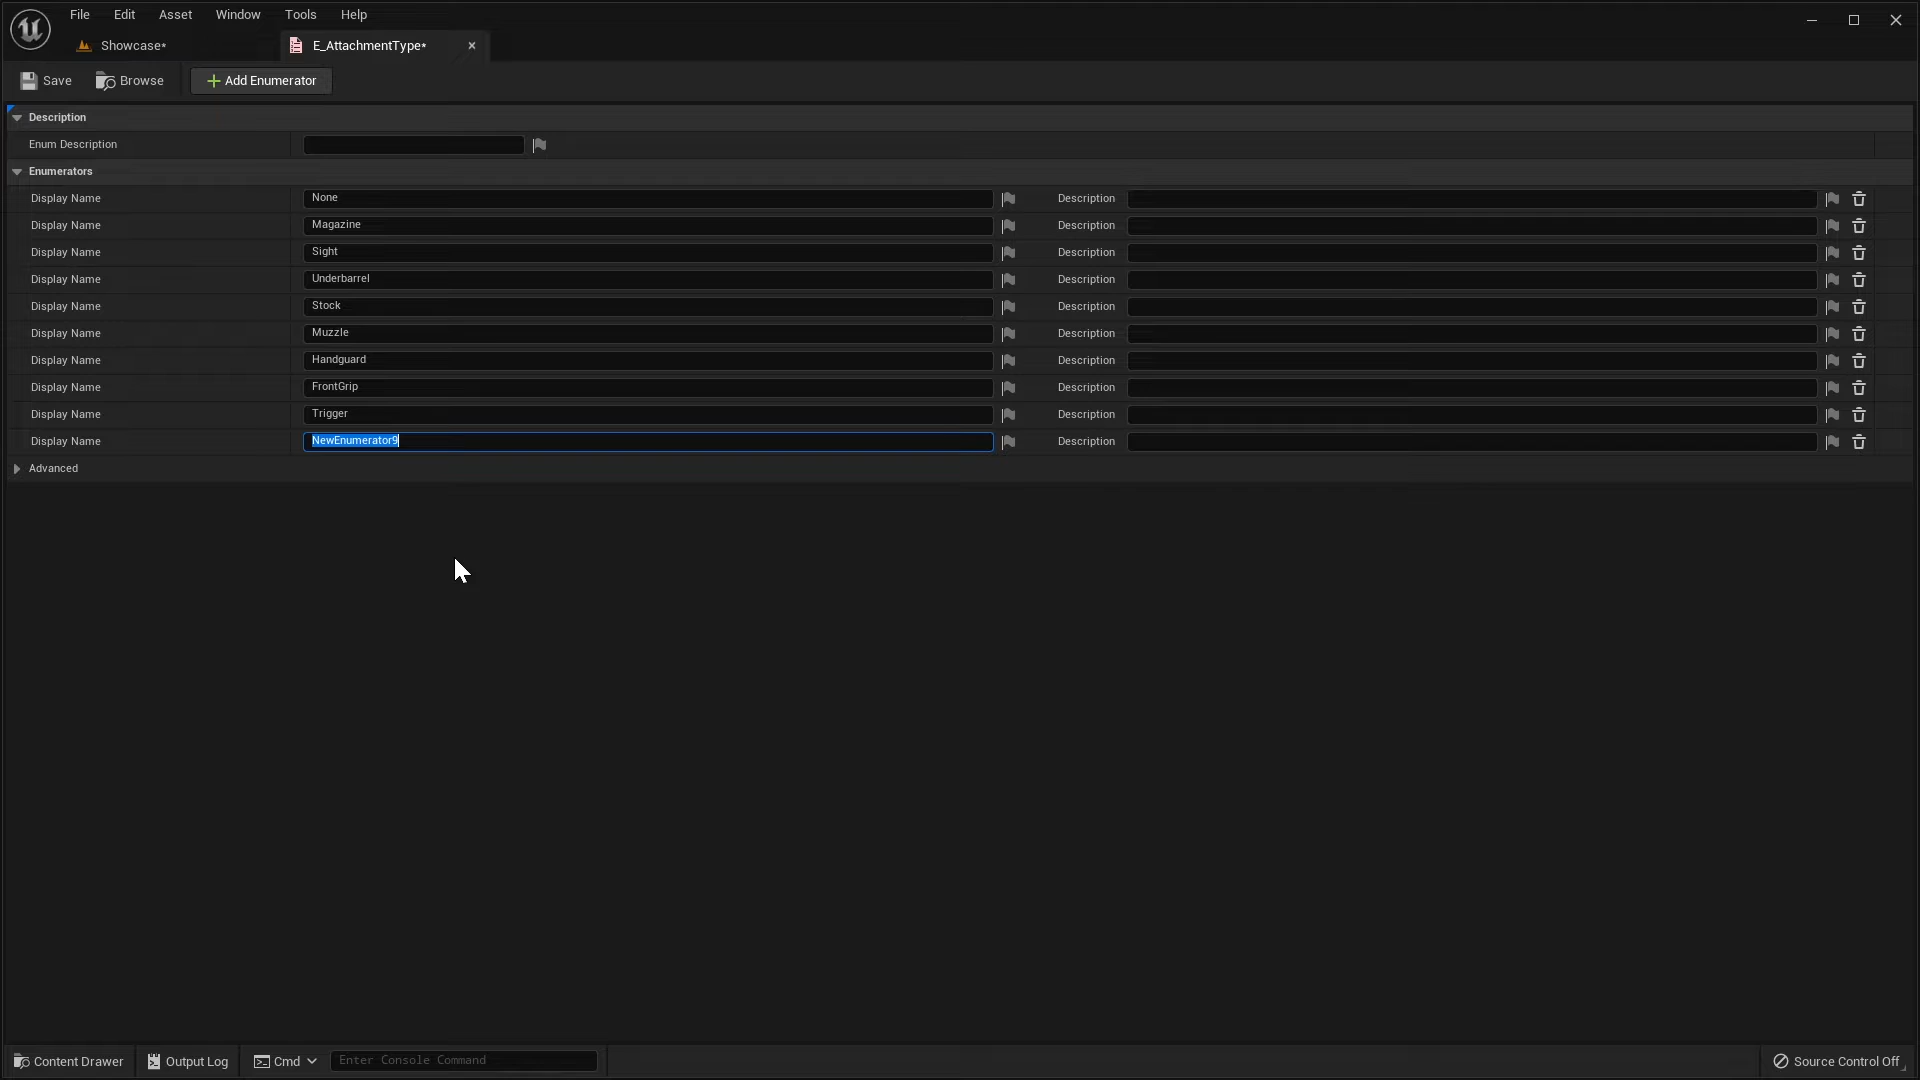 File Edit Asset Window Tools Help
Showcase* E_AttachmentType*
Save Browse Add Enumerator
Description
Enum Description
Enumerators
Display Name None Description
Display Name Magazine Description
Display Name Sight Description
Display Name Underbarrel Description
Display Name Stock Description
Display Name Muzzle Description
Display Name Handguard Description
Display Name FrontGrip Description
Display Name Trigger Description
Display Name NewEnumerator9 Description
Advanced
Content Drawer Output Log Cmd Enter Console Command Source Control Off